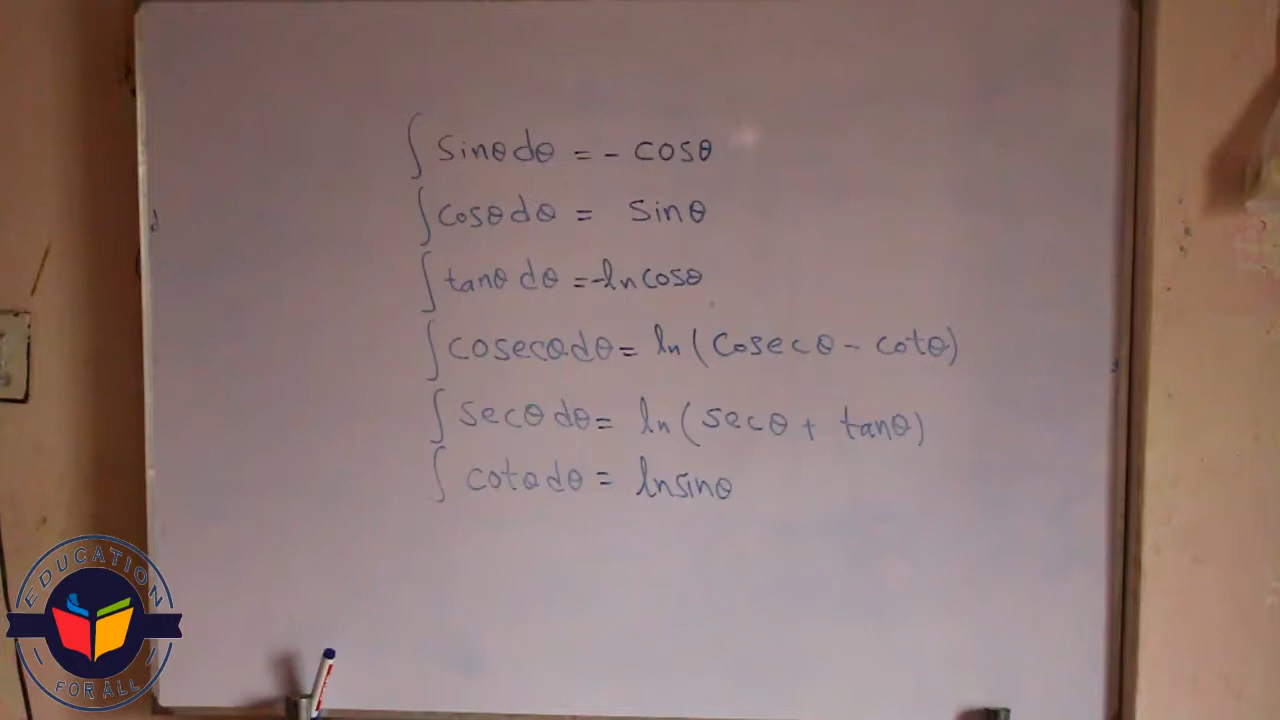 ∫ sinθ dθ = - cosθ
∫ cosθ dθ = sinθ
∫ tanθ dθ = -ln cosθ
∫ cosecθ dθ = ln (cosecθ - cotθ)
∫ secθ dθ = ln (secθ + tanθ)
∫ cotθ dθ = ln sinθ
EDUCATION
FOR ALL